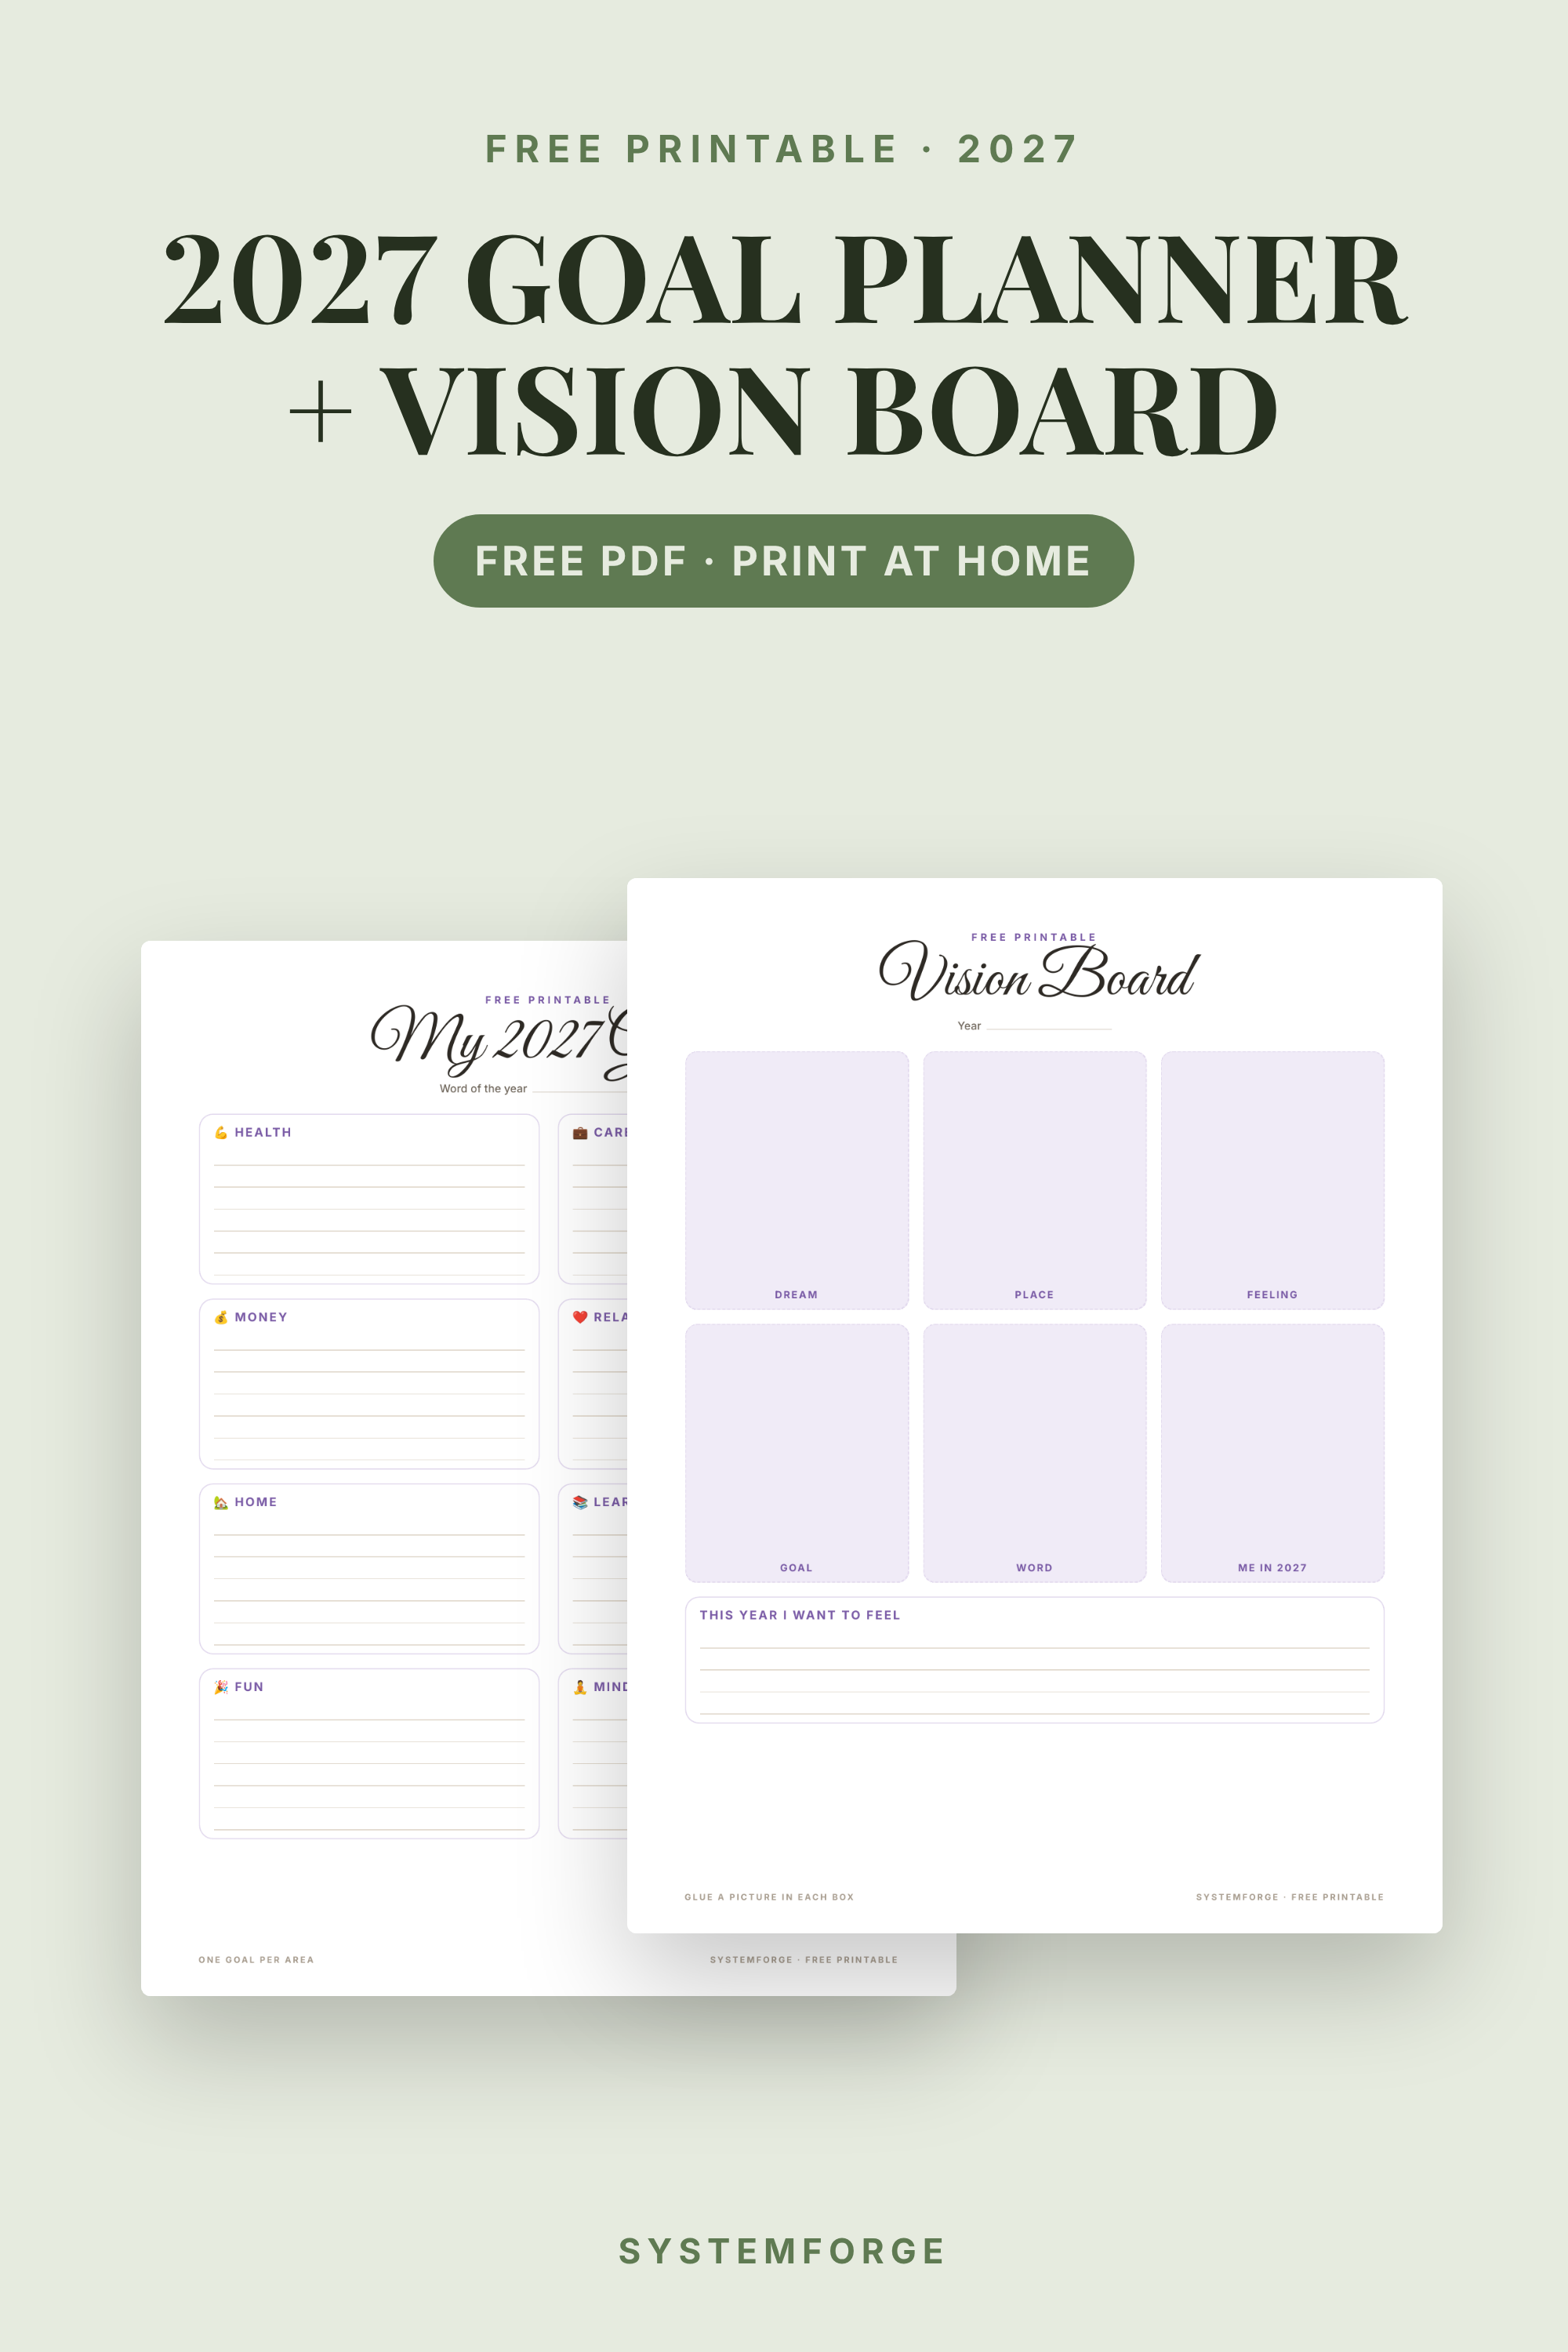 FREE PRINTABLE · 2027
2027 GOAL PLANNER
+ VISION BOARD
FREE PDF · PRINT AT HOME
FREE PRINTABLE
My 2027
Word of the year
💪 HEALTH
💰 MONEY
🏡 HOME
🎉 FUN
ONE GOAL PER AREA
SYSTEMFORGE · FREE PRINTABLE
FREE PRINTABLE
Vision Board
Year
DREAM
PLACE
FEELING
GOAL
WORD
ME IN 2027
THIS YEAR I WANT TO FEEL
GLUE A PICTURE IN EACH BOX
SYSTEMFORGE · FREE PRINTABLE
SYSTEMFORGE